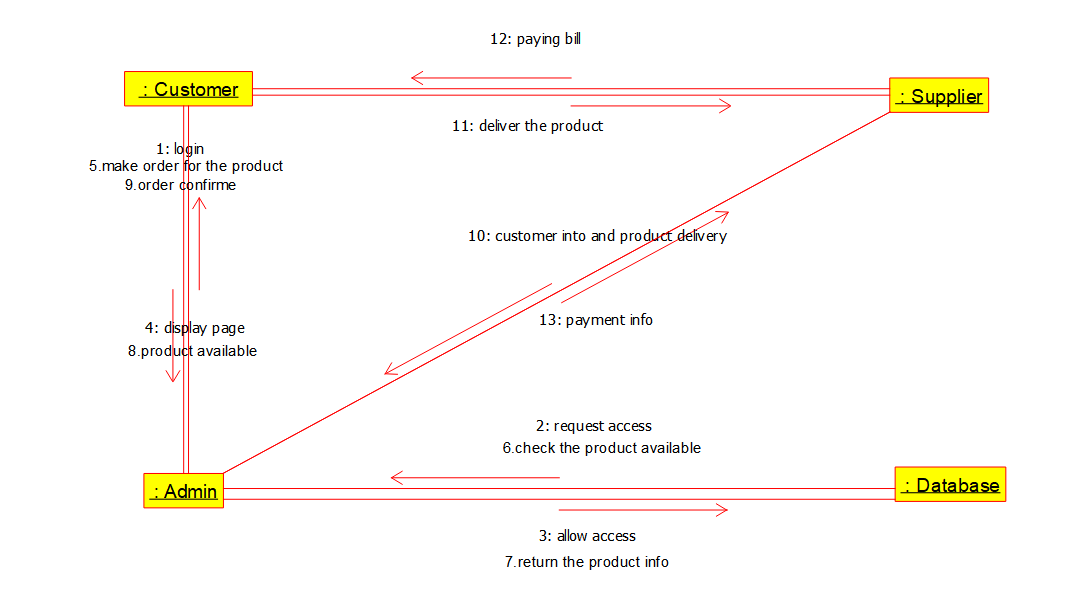 12: paying bill
: Customer
: Supplier
11: deliver the product
1: login
5.make order for the product
9.order confirme
10: customer into and product delivery
13: payment info
4: display page
8.product available
2: request access
6.check the product available
: Admin
: Database
3: allow access
7.return the product info